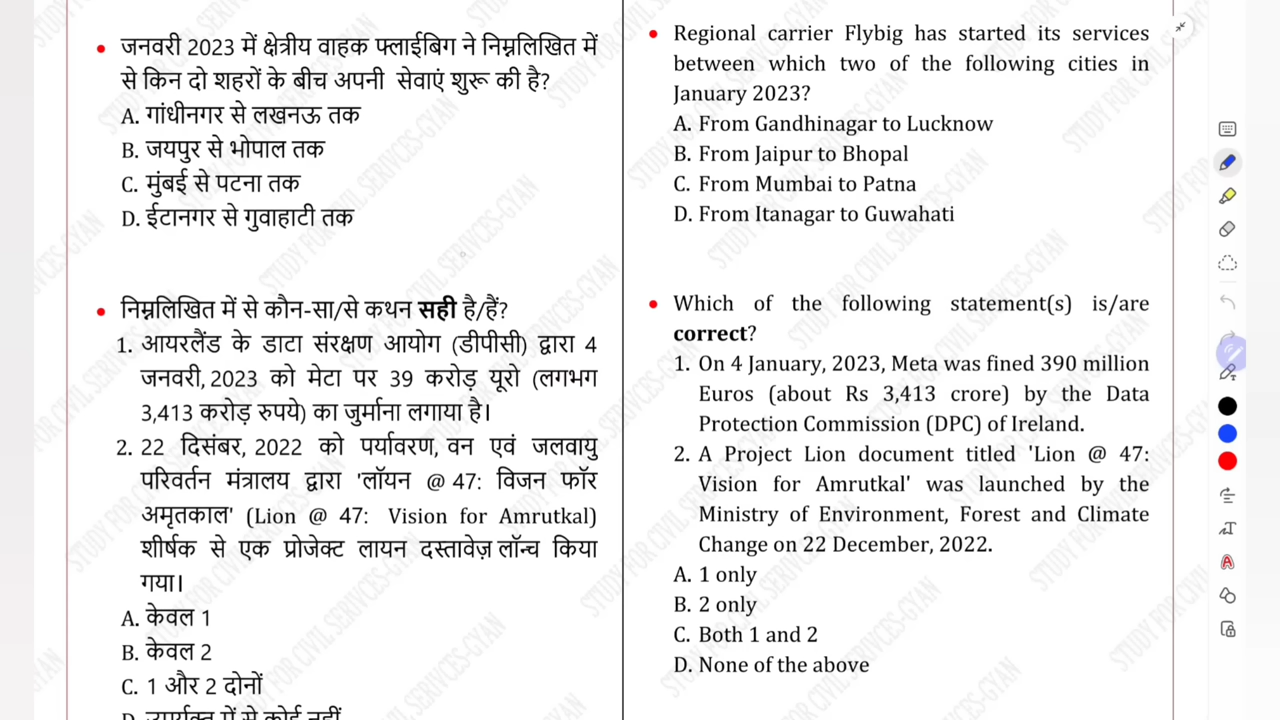 • जनवरी 2023 में क्षेत्रीय वाहक फ्लाईबिग ने निम्नलिखित में
से किन दो शहरों के बीच अपनी सेवाएं शुरू की है?
A. गांधीनगर से लखनऊ तक
B. जयपुर से भोपाल तक
C. मुंबई से पटना तक
D. ईटानगर से गुवाहाटी तक
• निम्नलिखित में से कौन-सा/से कथन सही है/हैं?
1. आयरलैंड के डाटा संरक्षण आयोग (डीपीसी) द्वारा 4
जनवरी, 2023 को मेटा पर 39 करोड़ यूरो (लगभग
3,413 करोड़ रुपये) का जुर्माना लगाया है।
2. 22 दिसंबर, 2022 को पर्यावरण, वन एवं जलवायु
परिवर्तन मंत्रालय द्वारा 'लॉयन @ 47: विजन फॉर
अमृतकाल' (Lion @ 47: Vision for Amrutkal)
शीर्षक से एक प्रोजेक्ट लायन दस्तावेज़ लॉन्च किया
गया।
A. केवल 1
B. केवल 2
C. 1 और 2 दोनों
D. उपर्युक्त में से कोई नहीं
• Regional carrier Flybig has started its services
between which two of the following cities in
January 2023?
A. From Gandhinagar to Lucknow
B. From Jaipur to Bhopal
C. From Mumbai to Patna
D. From Itanagar to Guwahati
• Which of the following statement(s) is/are
correct?
1. On 4 January, 2023, Meta was fined 390 million
Euros (about Rs 3,413 crore) by the Data
Protection Commission (DPC) of Ireland.
2. A Project Lion document titled 'Lion @ 47:
Vision for Amrutkal' was launched by the
Ministry of Environment, Forest and Climate
Change on 22 December, 2022.
A. 1 only
B. 2 only
C. Both 1 and 2
D. None of the above
STUDY FOR CIVIL SERIVCES-GYAN